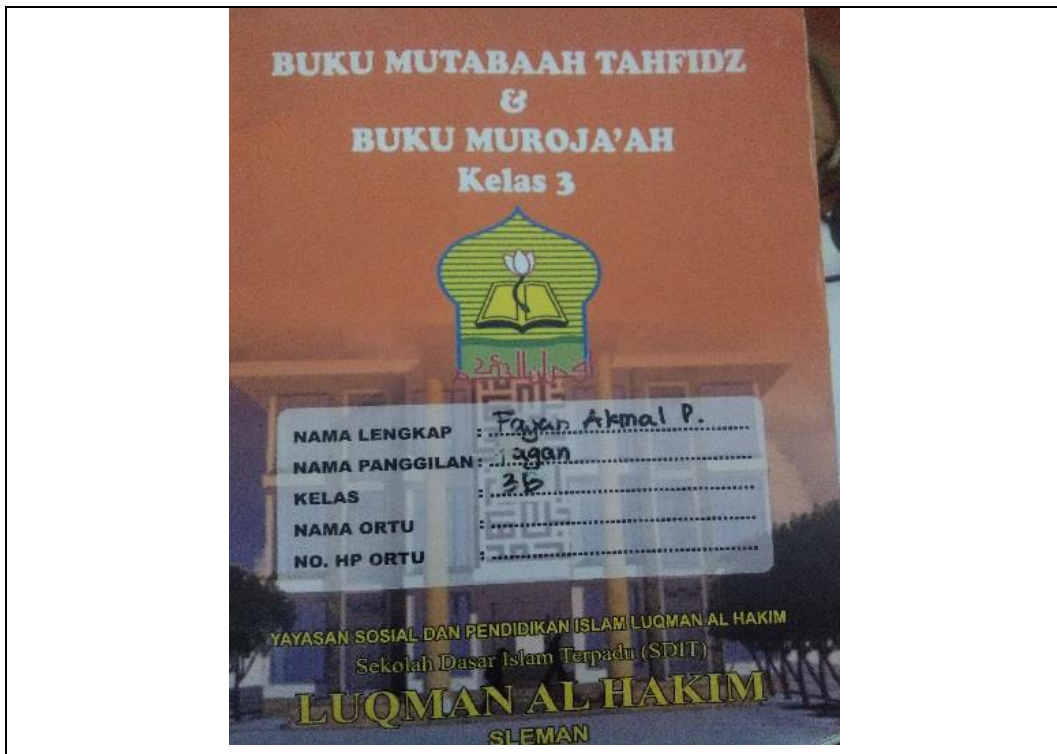 BUKU MUTABAAH TAHFIDZ
&
BUKU MUROJA'AH
Kelas 3
NAMA LENGKAP : Fayan Akmal P.
NAMA PANGGILAN :
KELAS : 3B
NAMA ORTU :
NO. HP ORTU :
YAYASAN SOSIAL DAN PENDIDIKAN ISLAM LUQMAN AL HAKIM
Sekolah Dasar Islam Terpadu (SDIT)
LUQMAN AL HAKIM
SLEMAN